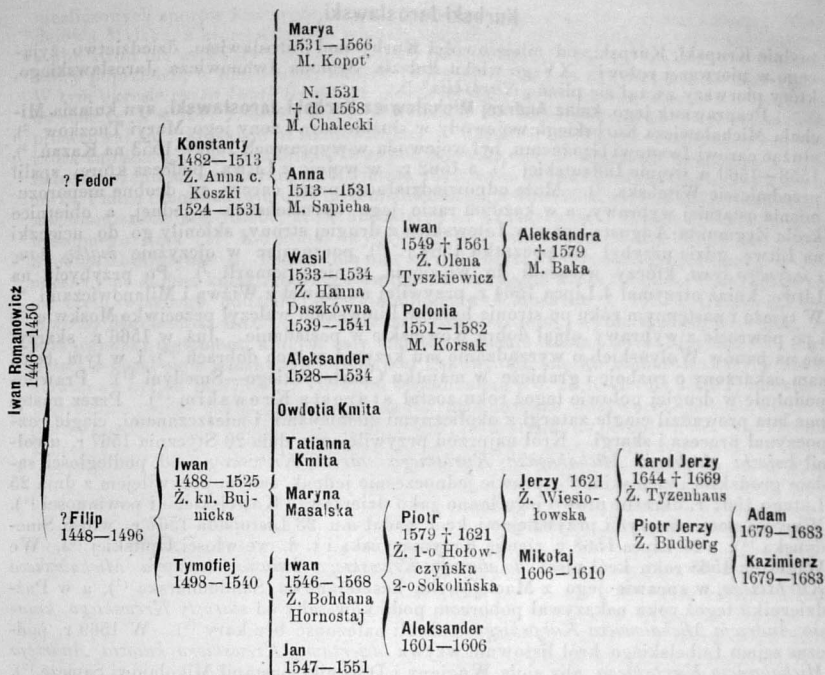 Iwan Romanowicz
1446—1450
? Fedor
?Filip
1448—1496
Konstanty
1482—1513
Ż. Anna c.
Koszki
1524—1531
Iwan
1488—1525
Ż. kn. Buj-
nicka.
Tymofiej
1498—1540
Marya
1531—1566
M. Kopot'
N. 1531
† do 1568
M. Chalecki
Anna
1513—1531
M. Sapieha
Wasil
1533—1534
Ż. Hanna
Daszkówna
1539—1541
Aleksander
1528—1534
Owdotia Kmita
Tatianna
Kmita
Maryna
Masalska
Iwan
1546—1568
Ż. Bohdana
Hornostaj
Jan
1547—1551
Iwan
1549 † 1561
Ż. Olena
Tyszkiewicz
Polonia
1551—1582
M. Korsak
Piotr
1579 † 1621
Ż. 1-o Hołow-
czyńska
2-o Sokolińska
Aleksander
1601—1606
Aleksandra
† 1579
M. Baka
Jerzy. 1621
Ż. Wiesio-
łowska
Mikołaj
1606—1610
Karol Jerzy
1644 † 1669
Ż. Tyzenhaus
Piotr Jerzy
Ż. Budberg
Adam
1679—1683
Kazimierz
1679—1683